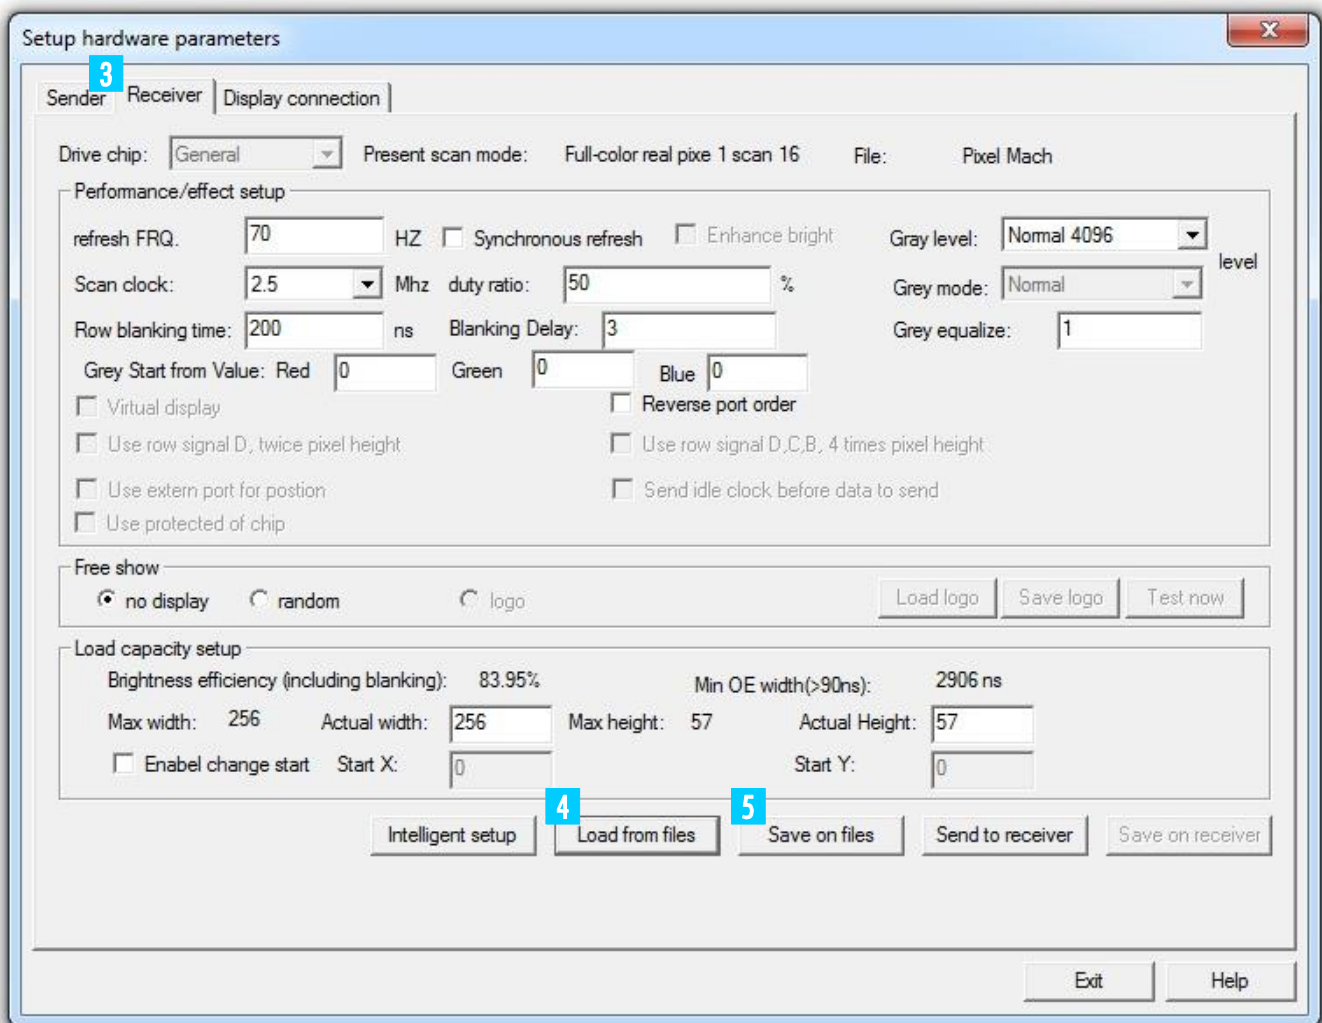 Setup hardware parameters
3
Sender Receiver Display connection
Drive chip: General Present scan mode: Full-color real pixe 1 scan 16 File: Pixel Mach
Performance/effect setup
refresh FRQ. 70 HZ Synchronous refresh Enhance bright Gray level: Normal 4096
level
Scan clock: 2.5 Mhz duty ratio: 50 % Grey mode: Normal
Row blanking time: 200 ns Blanking Delay: 3 Grey equalize: 1
Grey Start from Value: Red 0 Green 0 Blue 0
Virtual display Reverse port order
Use row signal D, twice pixel height Use row signal D,C,B, 4 times pixel height
Use extern port for postion Send idle clock before data to send
Use protected of chip
Free show
no display random logo Load logo Save logo Test now
Load capacity setup
Brightness efficiency (including blanking): 83.95% Min OE width(>90ns): 2906 ns
Max width: 256 Actual width: 256 Max height: 57 Actual Height: 57
Enabel change start Start X: 0 Start Y: 0
4 5
Intelligent setup Load from files Save on files Send to receiver Save on receiver
Exit Help